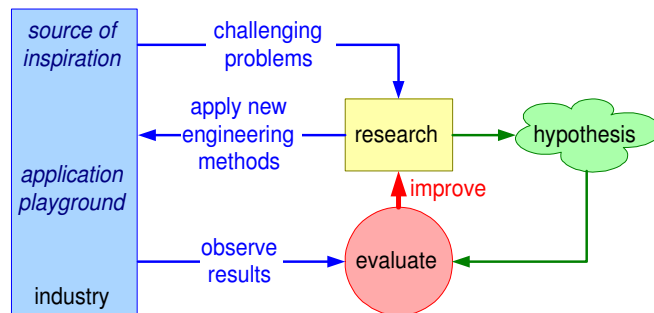 source of
inspiration
challenging
problems
apply new
engineering
methods
research
hypothesis
application
playground
improve
observe
results
evaluate
industry